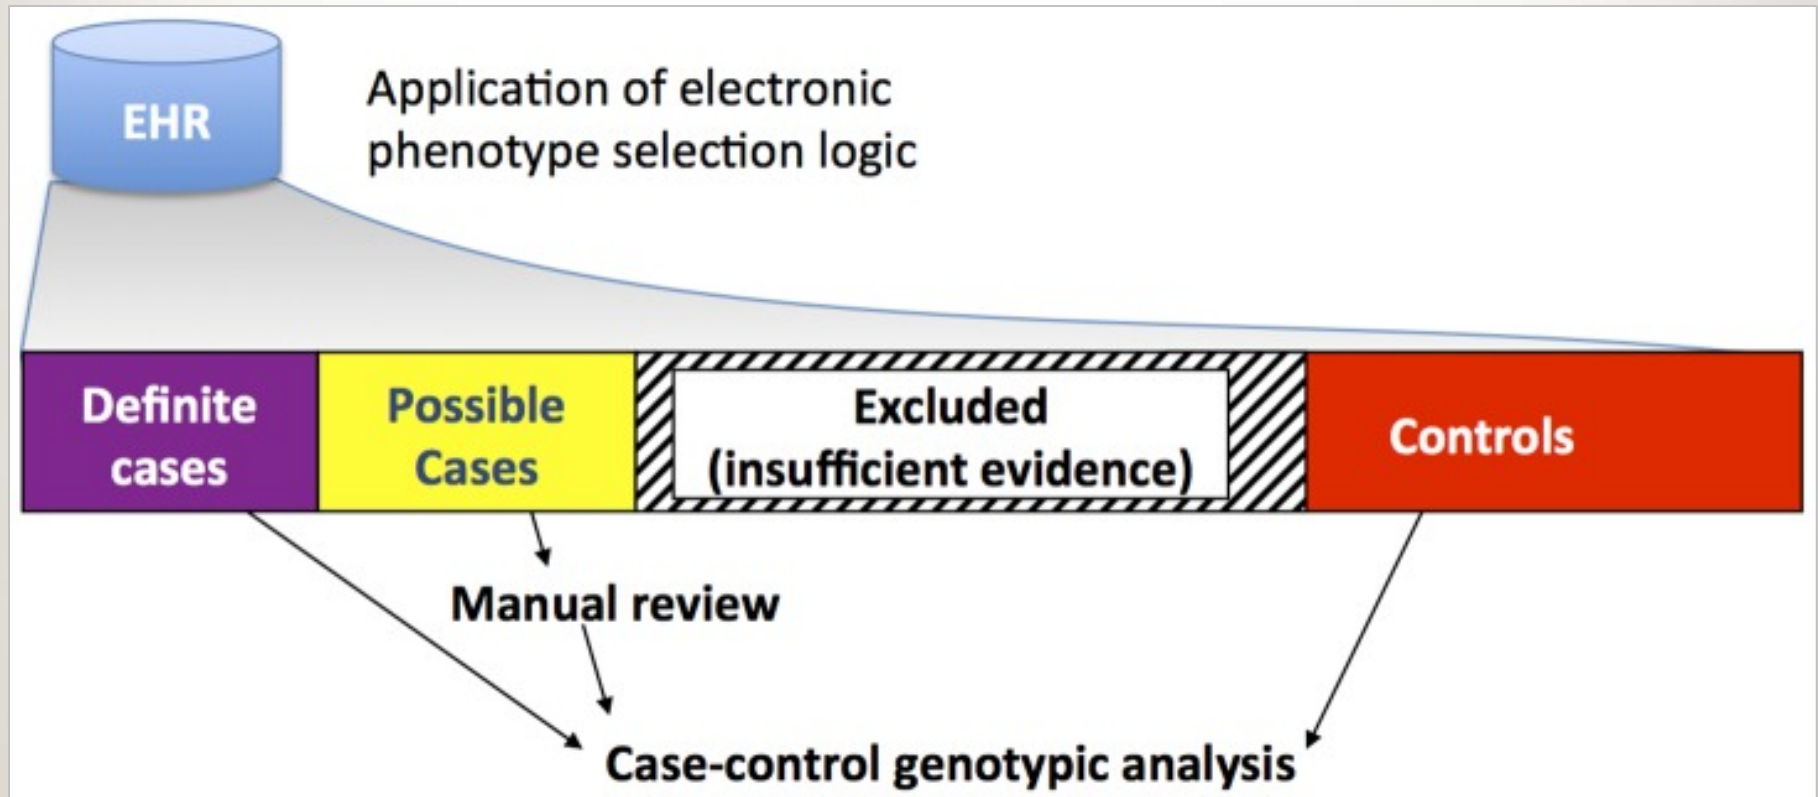 EHR
Application of electronic
phenotype selection logic
Definite
cases
Possible
Cases
Excluded
(insufficient evidence)
Controls
Manual review
Case-control genotypic analysis